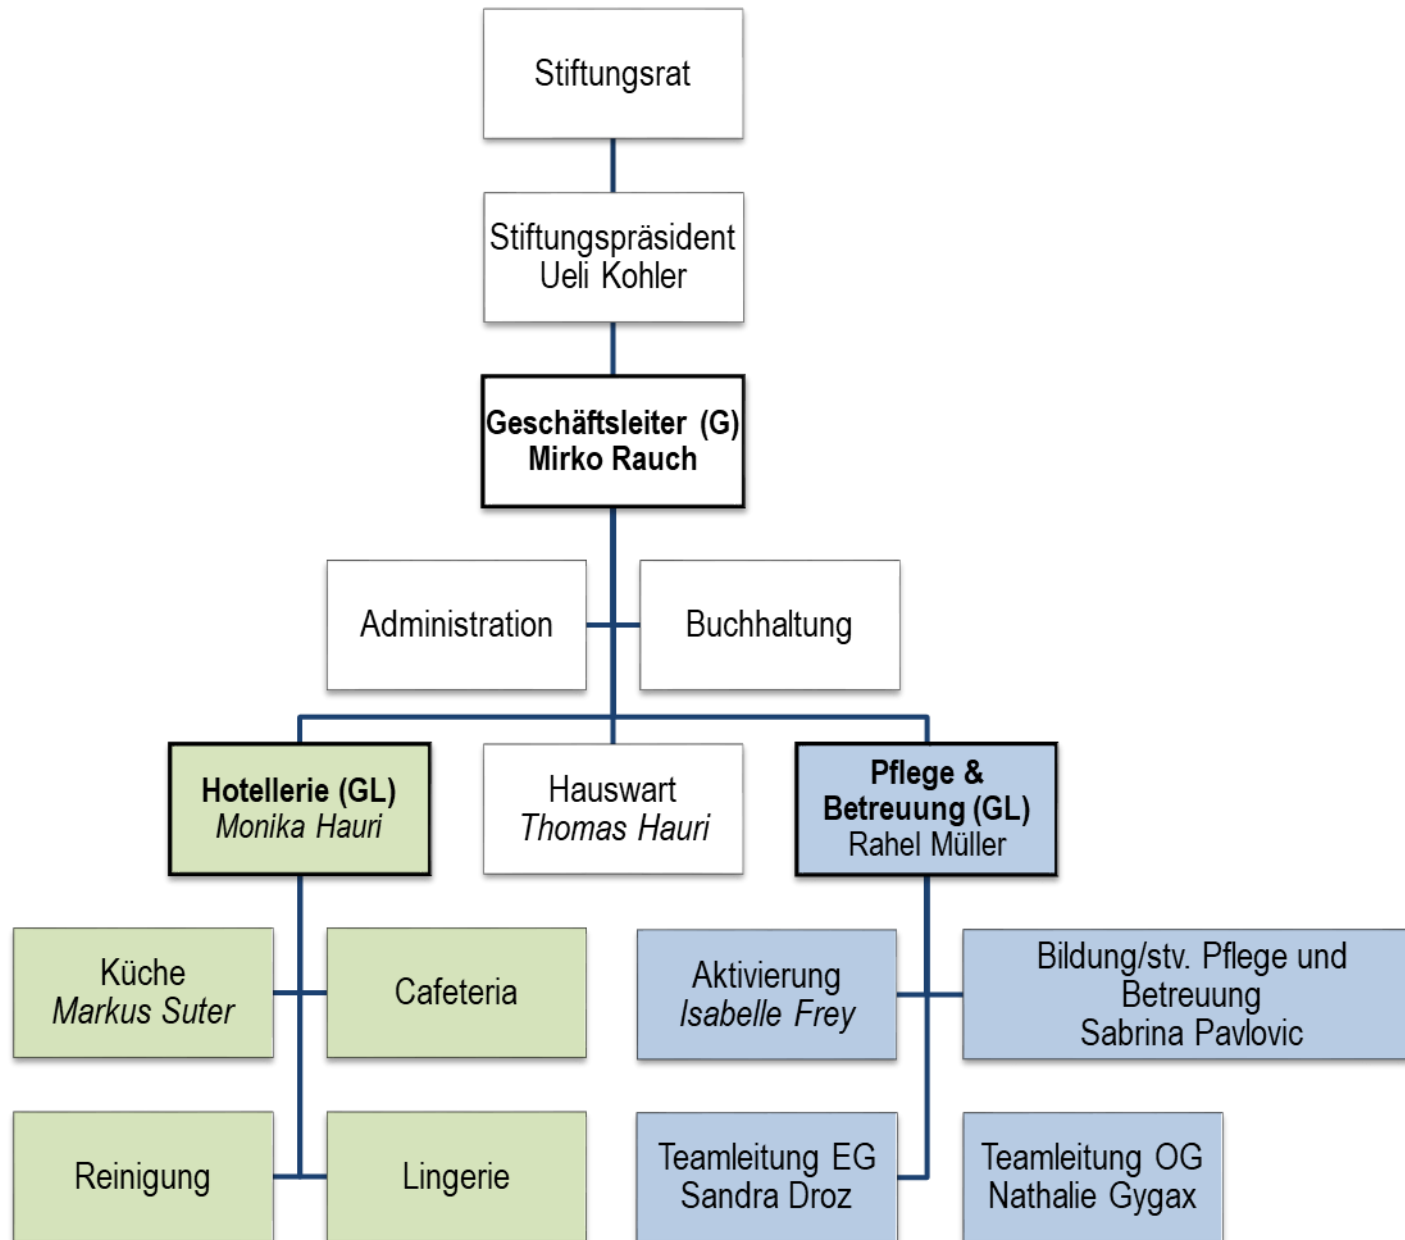 Stiftungsrat
Stiftungspräsident
Ueli Kohler
Geschäftsleiter (G)
Mirko Rauch
Administration
Buchhaltung
Hotellerie (GL)
Monika Hauri
Hauswart
Thomas Hauri
Pflege &
Betreuung (GL)
Rahel Müller
Küche
Markus Suter
Cafeteria
Aktivierung
Isabelle Frey
Bildung/stv. Pflege und
Betreuung
Sabrina Pavlovic
Reinigung
Lingerie
Teamleitung EG
Sandra Droz
Teamleitung OG
Nathalie Gygax